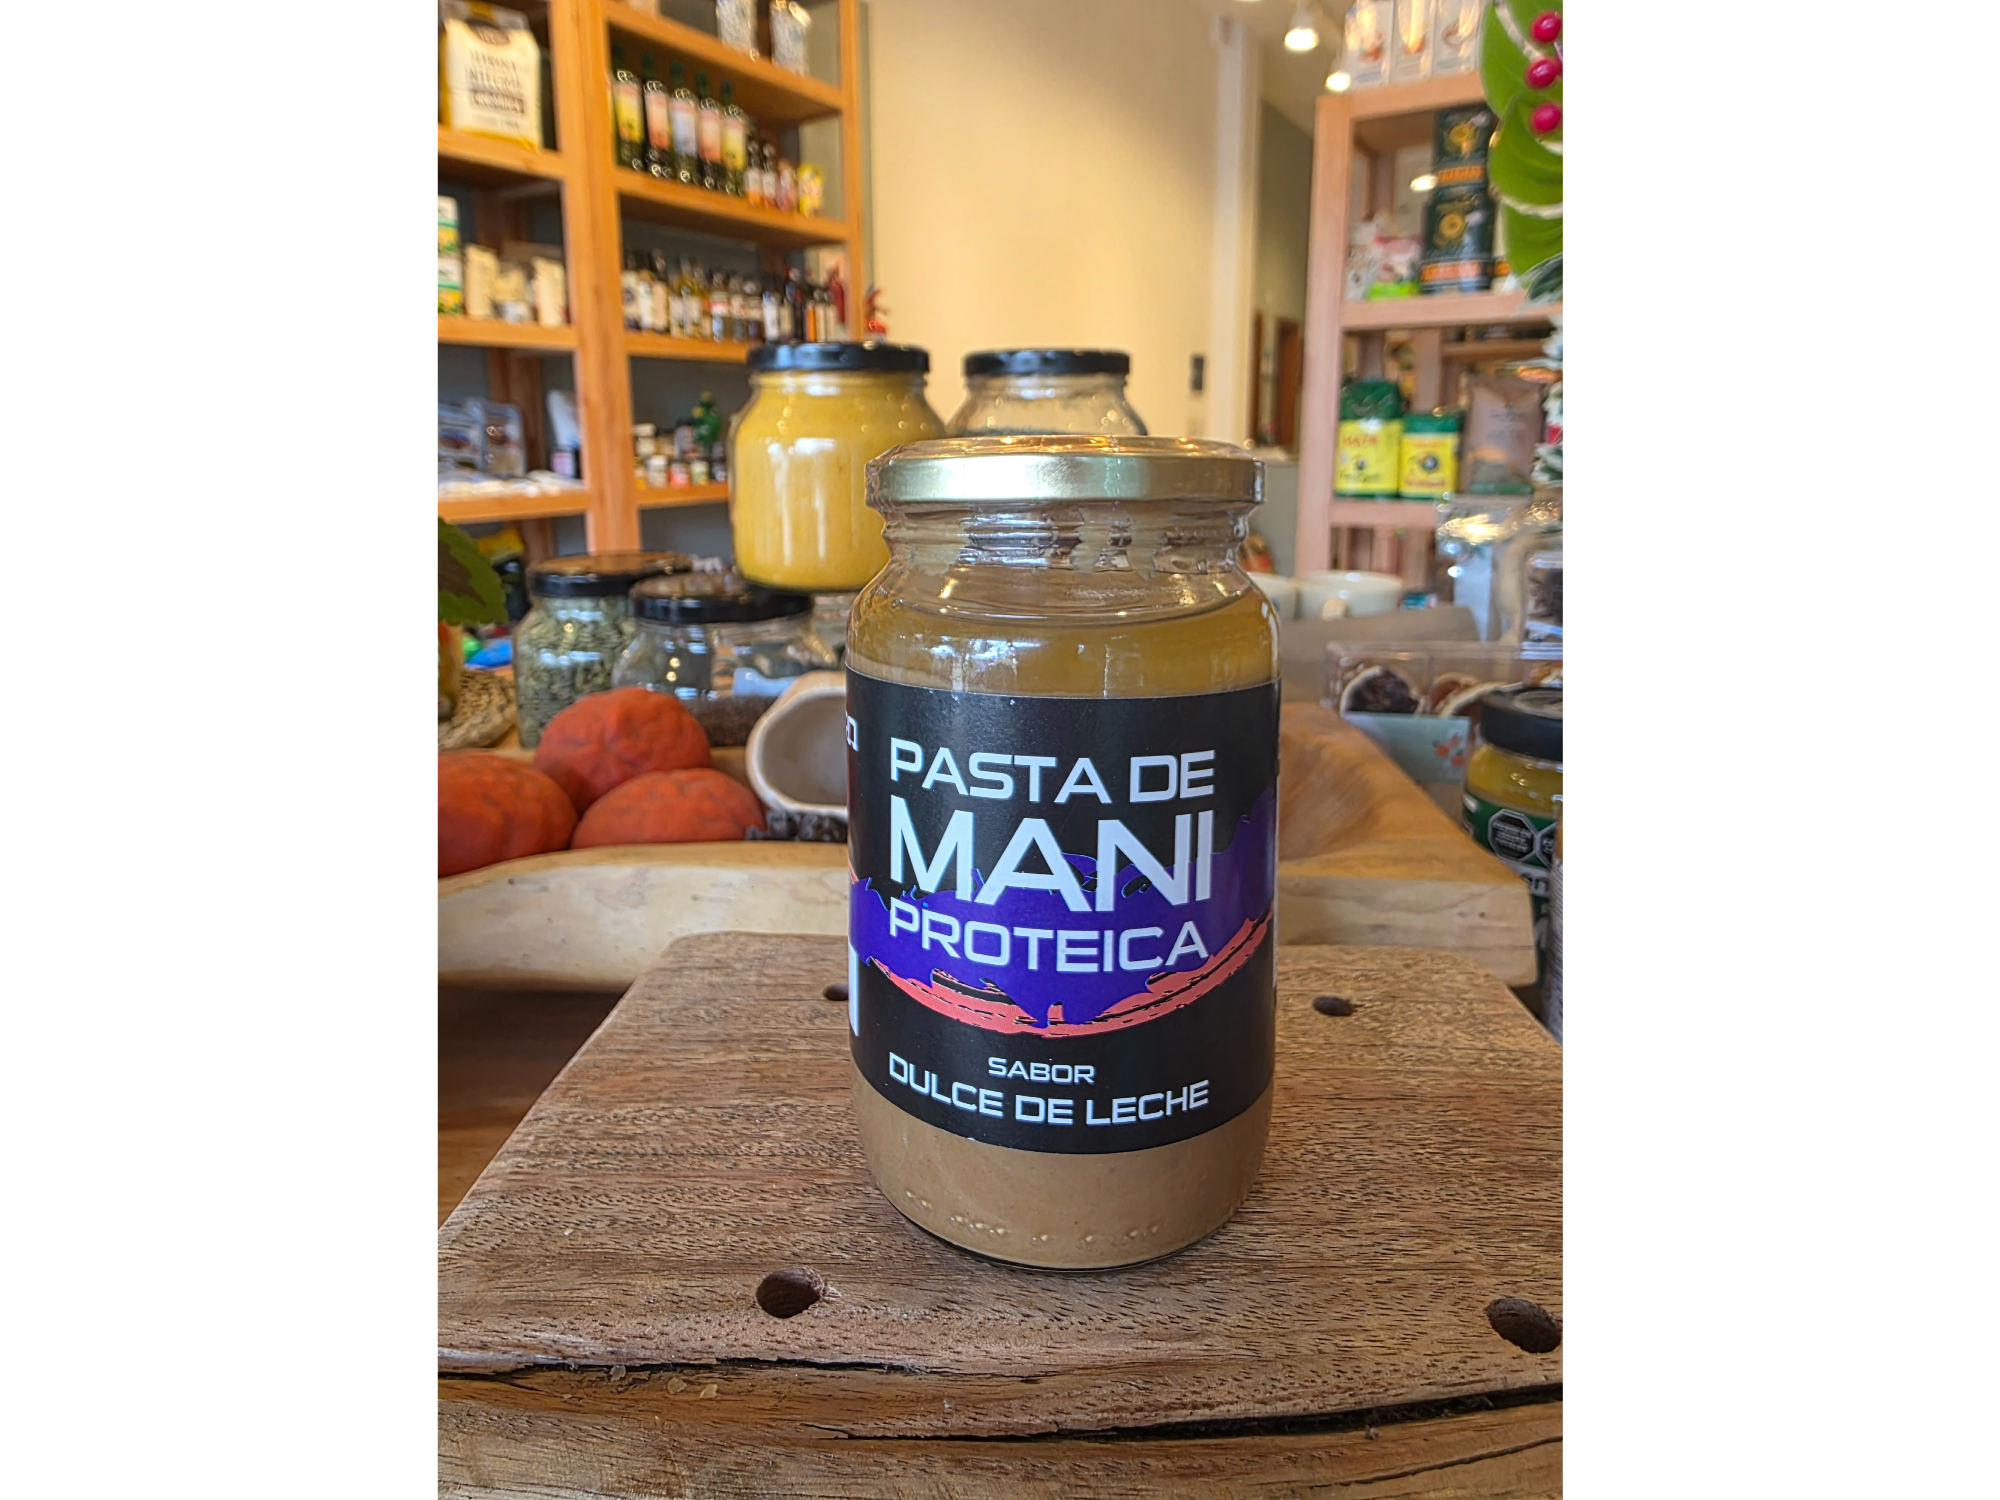 PASTA DE
MANI
PROTEICA
SABOR
DULCE DE LECHE